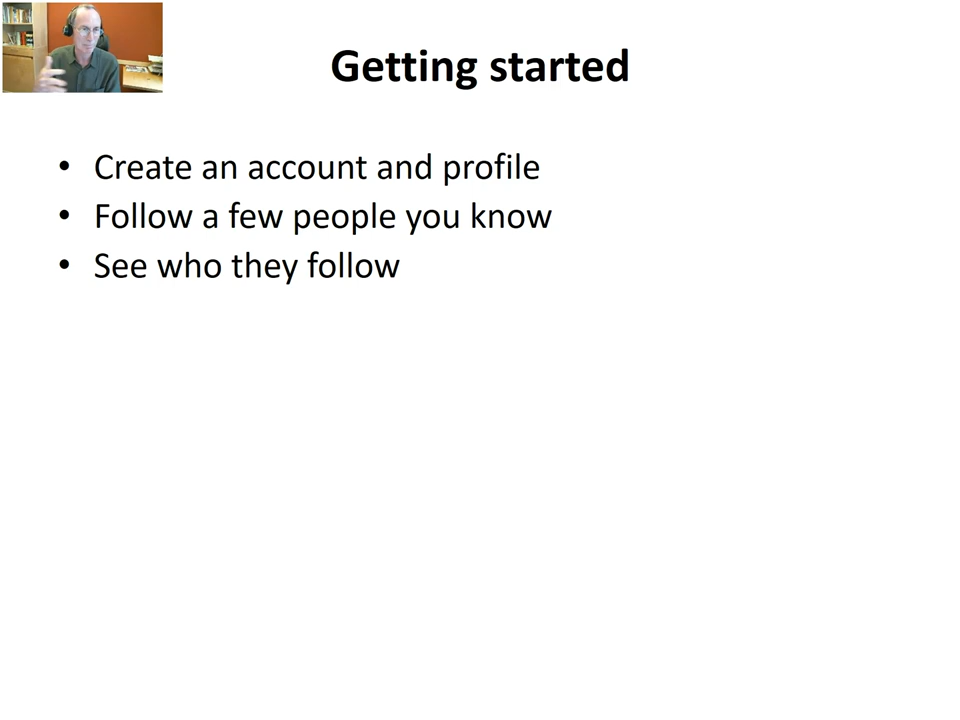 Getting started
• Create an account and profile
• Follow a few people you know
• See who they follow